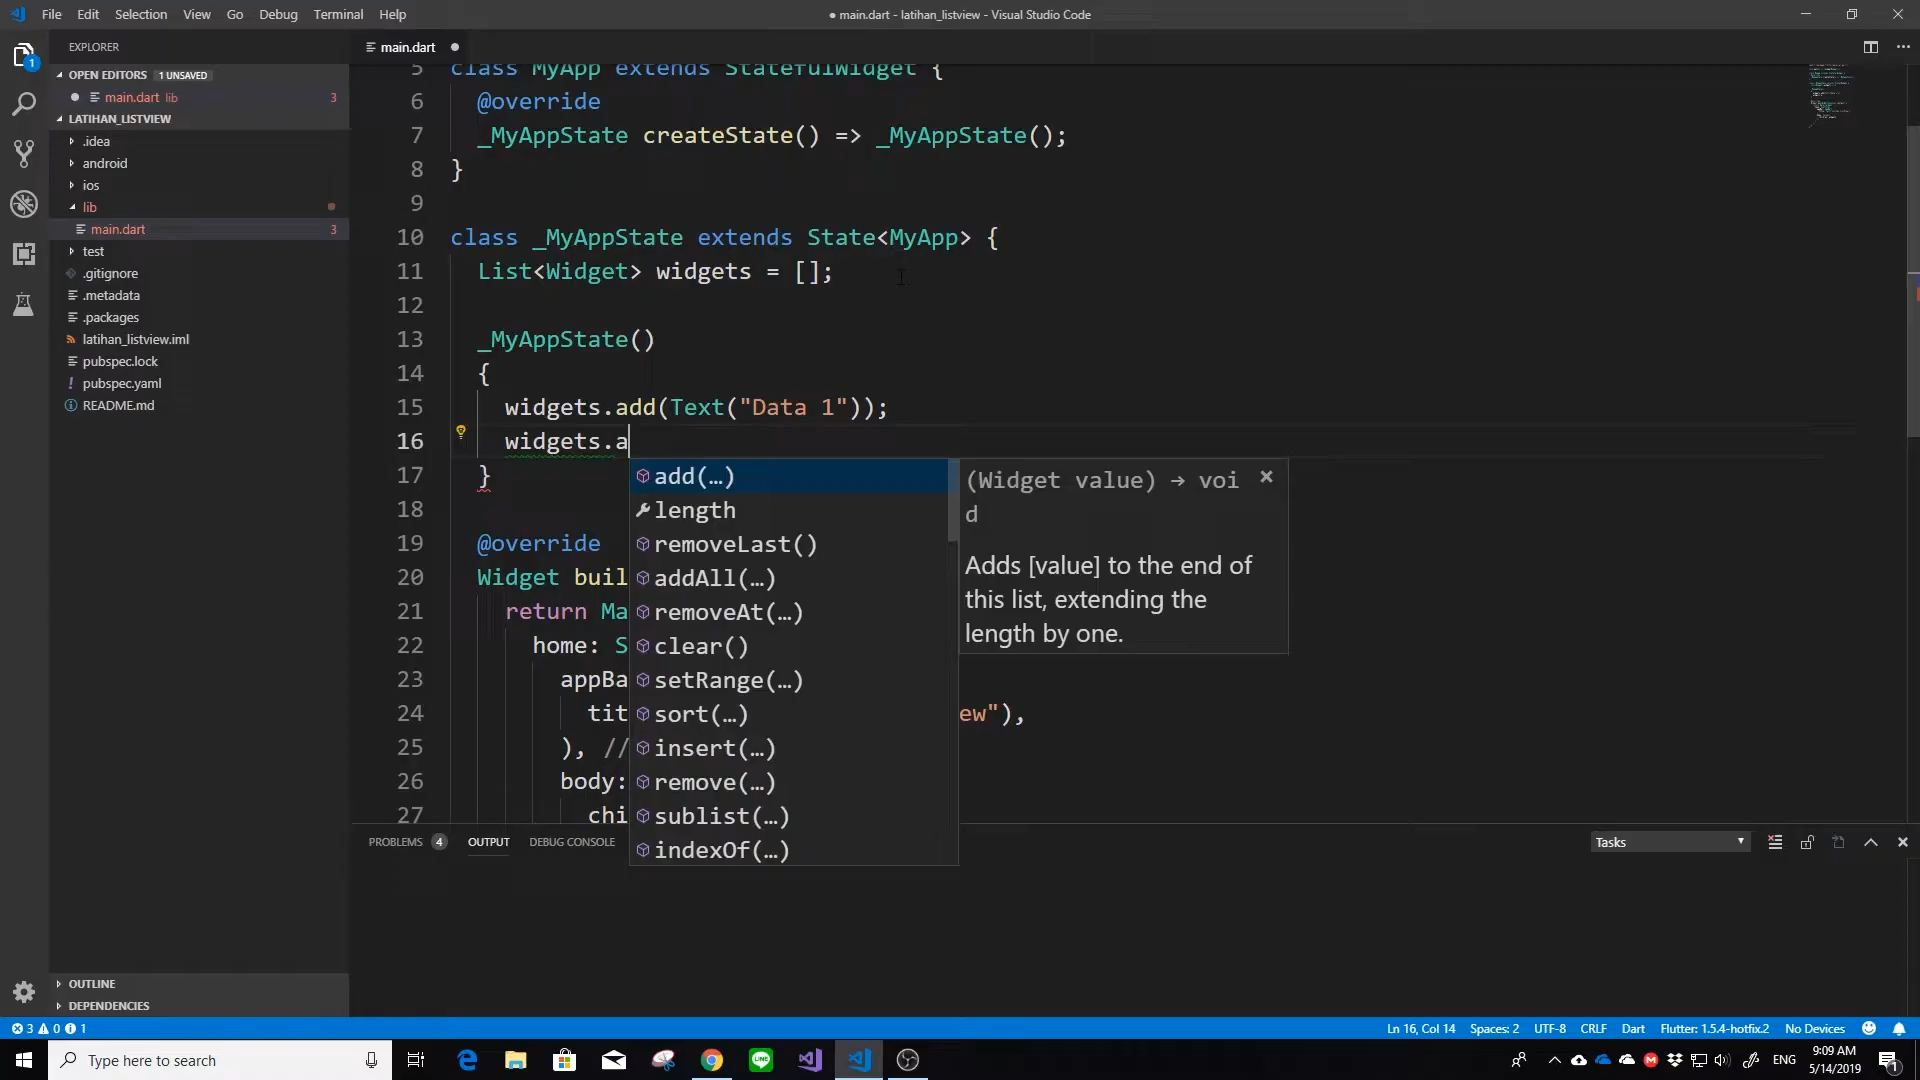 File Edit Selection View Go Debug Terminal Help
● main.dart - latihan_listview - Visual Studio Code
EXPLORER
main.dart
OPEN EDITORS 1 UNSAVED
main.dart lib 3
LATIHAN_LISTVIEW
.idea
android
ios
lib
main.dart 3
test
.gitignore
.metadata
.packages
latihan_listview.iml
pubspec.lock
! pubspec.yaml
README.md
OUTLINE
DEPENDENCIES
5 class MyApp extends StatefulWidget {
6 @override
7 _MyAppState createState() => _MyAppState();
8 }
9
10 class _MyAppState extends State<MyApp> {
11 List<Widget> widgets = [];
12
13 _MyAppState()
14 {
15 widgets.add(Text("Data 1"));
16 widgets.a
17 }
18
19 @override
20 Widget buil
21 return Ma
22 home: S
23 appBa
24 tit ew"),
25 ), //
26 body:
27 chi
add(…)
length
removeLast()
addAll(…)
removeAt(…)
clear()
setRange(…)
sort(…)
insert(…)
remove(…)
sublist(…)
indexOf(…)
(Widget value) → voi
d
Adds [value] to the end of
this list, extending the
length by one.
PROBLEMS 4 OUTPUT DEBUG CONSOLE
Tasks
3 0 1
Ln 16, Col 14 Spaces: 2 UTF-8 CRLF Dart Flutter: 1.5.4-hotfix.2 No Devices
Type here to search
ENG
9:09 AM
5/14/2019
1